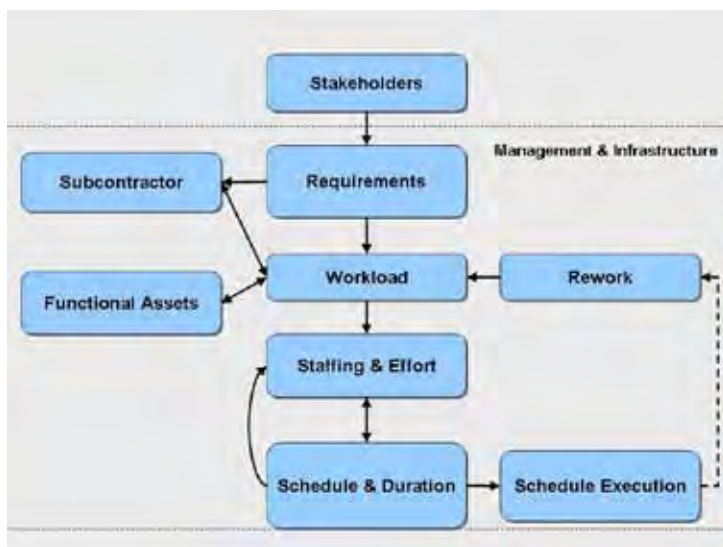 Stakeholders
Management & Infrastructure
Subcontractor
Requirements
Workload
Rework
Functional Assets
Staffing & Effort
Schedule & Duration
Schedule Execution